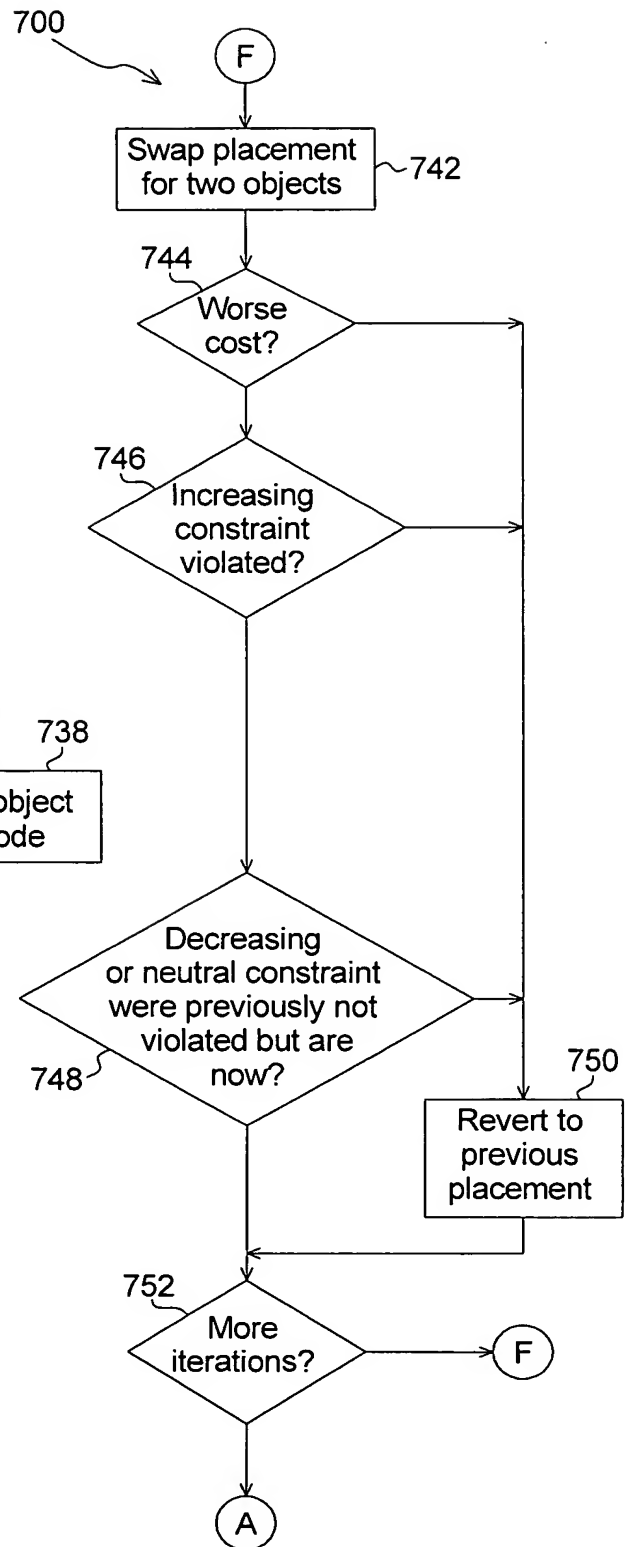 700
F
Swap placement
for two objects
742
744
Worse
cost?
746
Increasing
constraint
violated?
738
object
ode
Decreasing
or neutral constraint
were previously not
violated but are
now?
748
750
Revert to
previous
placement
752
More
iterations?
F
A